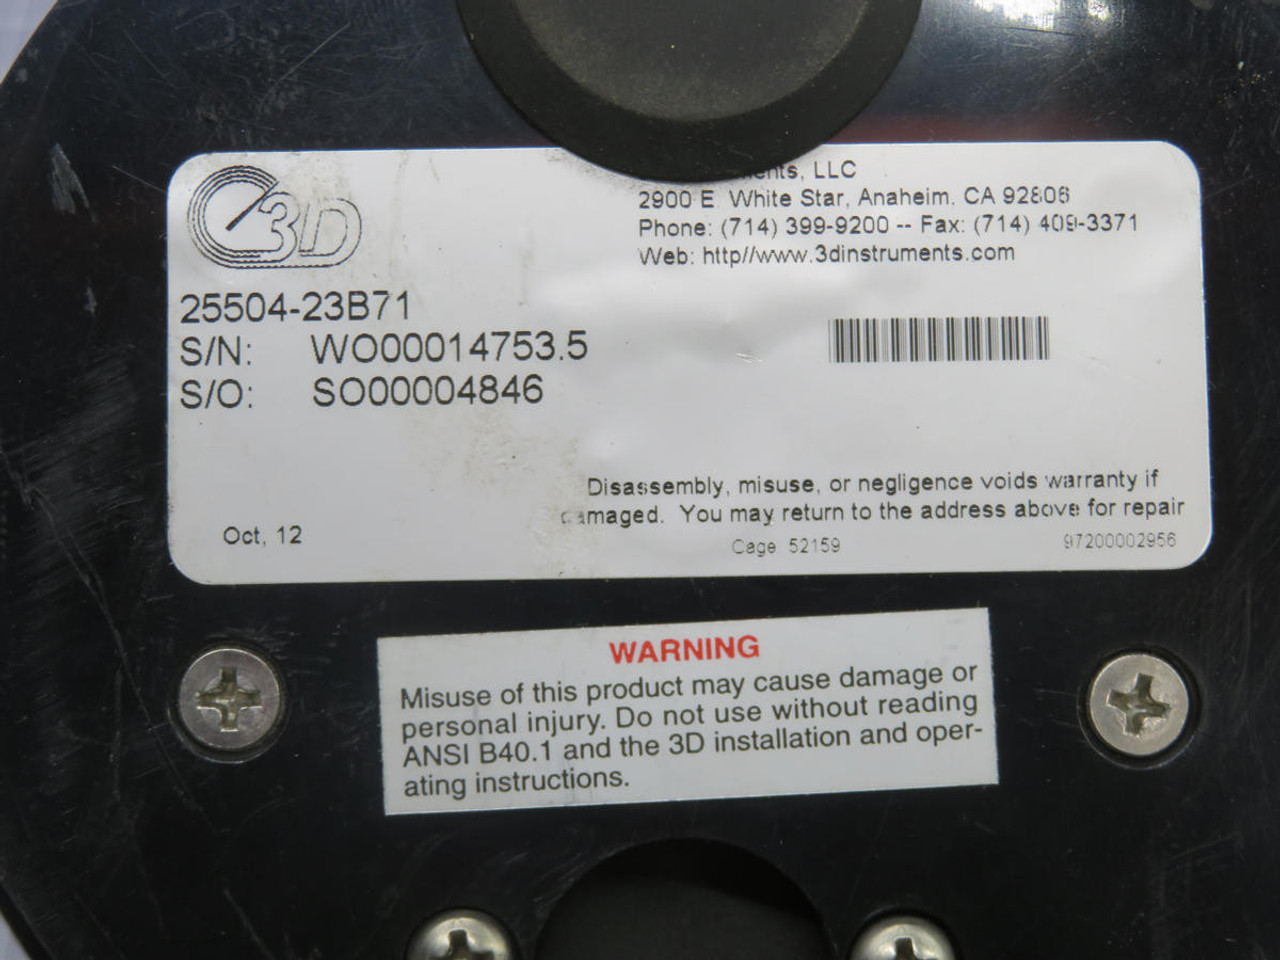 3D
LLC
2900 E White Star, Anaheim, CA 92806
Phone: (714) 399-9200 -- Fax: (714) 409-3371
Web: http//www.3dinstruments.com
25504-23B71
S/N: WO00014753.5
S/O: SO00004846
Disassembly, misuse, or negligence voids warranty if
damaged. You may return to the address above for repair
Oct, 12
Cage 52159
97200002956
WARNING
Misuse of this product may cause damage or
personal injury. Do not use without reading
ANSI B40.1 and the 3D installation and oper-
ating instructions.